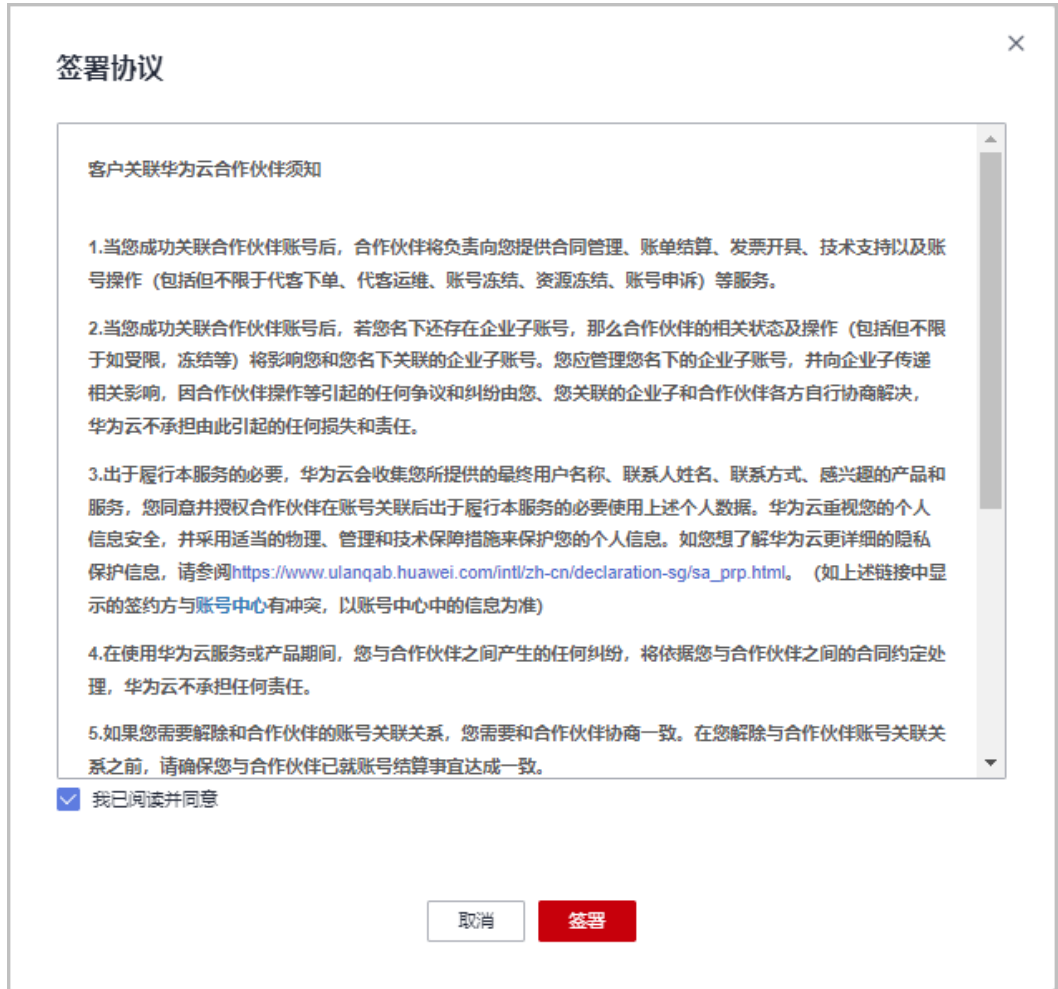 签署协议
客户关联华为云合作伙伴须知
1.当您成功关联合作伙伴账号后，合作伙伴将负责向您提供合同管理、账单结算、发票开具、技术支持以及账
号操作（包括但不限于代客下单、代客运维、账号冻结、资源冻结、账号申诉）等服务。
2.当您成功关联合作伙伴账号后，若您名下还存在企业子账号，那么合作伙伴的相关状态及操作（包括但不限
于如受限，冻结等）将影响您和您名下关联的企业子账号。您应管理您名下的企业子账号，并向企业子传递
相关影响，因合作伙伴操作等引起的任何争议和纠纷由您、您关联的企业子和合作伙伴各方自行协商解决，
华为云不承担由此引起的任何损失和责任。
3.出于履行本服务的必要，华为云会收集您所提供的最终用户名称、联系人姓名、联系方式、感兴趣的产品和
服务，您同意并授权合作伙伴在账号关联后出于履行本服务的必要使用上述个人数据。华为云重视您的个人
信息安全，并采用适当的物理、管理和技术保障措施来保护您的个人信息。如您想了解华为云更详细的隐私
保护信息，请参阅https://www.ulanqab.huawei.com/intl/zh-cn/declaration-sg/sa_prp.html。（如上述链接中显
示的签约方与账号中心有冲突，以账号中心中的信息为准)
4.在使用华为云服务或产品期间，您与合作伙伴之间产生的任何纠纷，将依据您与合作伙伴之间的合同约定处
理，华为云不承担任何责任。
5.如果您需要解除和合作伙伴的账号关联关系，您需要和合作伙伴协商一致。在您解除与合作伙伴账号关联关
系之前，请确保您与合作伙伴已就账号结算事宜达成一致。
我已阅读并同意
取消
签署